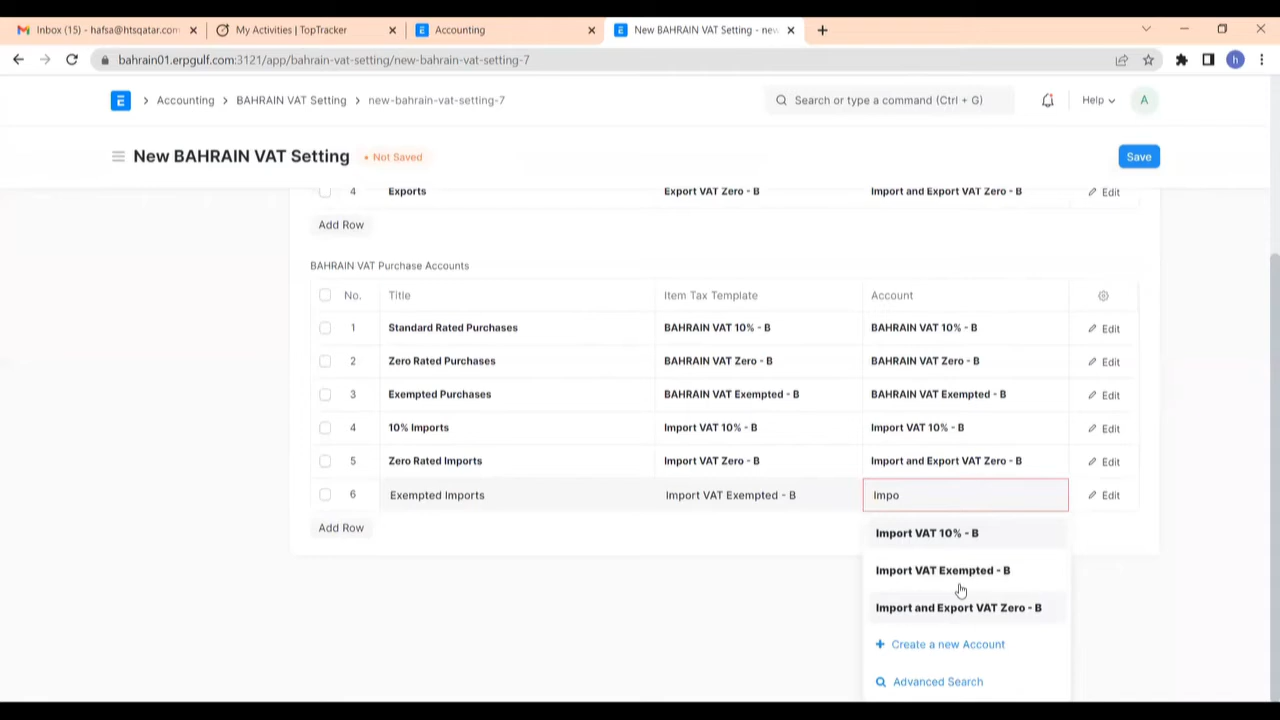 Inbox (15) - hafsa@htsqatar.com
My Activities | TopTracker
Accounting
New BAHRAIN VAT Setting - new
bahrain01.erpgulf.com:3121/app/bahrain-vat-setting/new-bahrain-vat-setting-7
h
E > Accounting > BAHRAIN VAT Setting > new-bahrain-vat-setting-7
Search or type a command (Ctrl + G)
Help
A
New BAHRAIN VAT Setting • Not Saved
Save
4 Exports Export VAT Zero - B Import and Export VAT Zero - B Edit
Add Row
BAHRAIN VAT Purchase Accounts
No. Title Item Tax Template Account
1 Standard Rated Purchases BAHRAIN VAT 10% - B BAHRAIN VAT 10% - B Edit
2 Zero Rated Purchases BAHRAIN VAT Zero - B BAHRAIN VAT Zero - B Edit
3 Exempted Purchases BAHRAIN VAT Exempted - B BAHRAIN VAT Exempted - B Edit
4 10% Imports Import VAT 10% - B Import VAT 10% - B Edit
5 Zero Rated Imports Import VAT Zero - B Import and Export VAT Zero - B Edit
6 Exempted Imports Import VAT Exempted - B Impo Edit
Add Row
Import VAT 10% - B
Import VAT Exempted - B
Import and Export VAT Zero - B
+ Create a new Account
Advanced Search